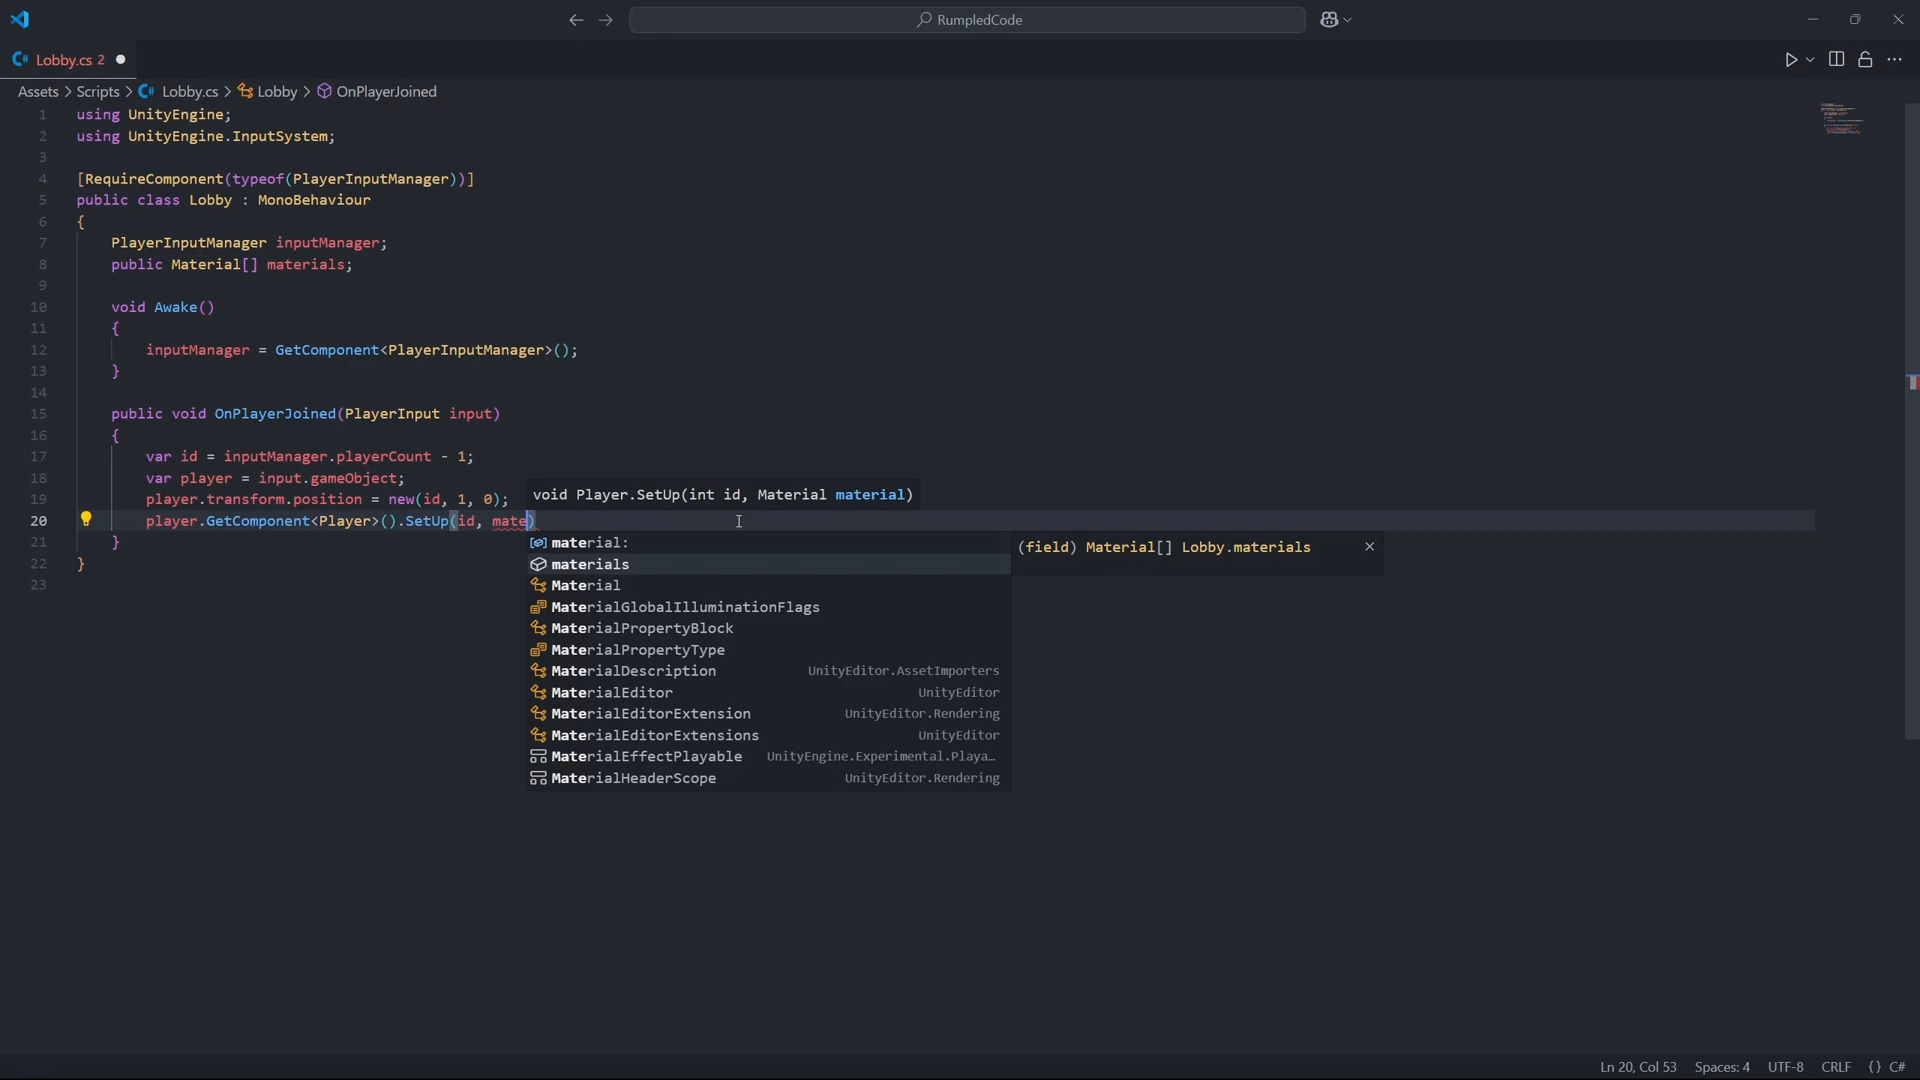 RumpledCode
Lobby.cs 2
Assets > Scripts > Lobby.cs > Lobby > OnPlayerJoined
1 using UnityEngine;
2 using UnityEngine.InputSystem;
3
4 [RequireComponent(typeof(PlayerInputManager))]
5 public class Lobby : MonoBehaviour
6 {
7 PlayerInputManager inputManager;
8 public Material[] materials;
9
10 void Awake()
11 {
12 inputManager = GetComponent<PlayerInputManager>();
13 }
14
15 public void OnPlayerJoined(PlayerInput input)
16 {
17 var id = inputManager.playerCount - 1;
18 var player = input.gameObject;
19 player.transform.position = new(id, 1, 0);
void Player.SetUp(int id, Material material)
20 player.GetComponent<Player>().SetUp(id, mate)
21 }
22 }
23
material:
materials
(field) Material[] Lobby.materials
Material
MaterialGlobalIlluminationFlags
MaterialPropertyBlock
MaterialPropertyType
MaterialDescription UnityEditor.AssetImporters
MaterialEditor UnityEditor
MaterialEditorExtension UnityEditor.Rendering
MaterialEditorExtensions UnityEditor
MaterialEffectPlayable UnityEngine.Experimental.Playa…
MaterialHeaderScope UnityEditor.Rendering
Ln 20, Col 53 Spaces: 4 UTF-8 CRLF {} C#